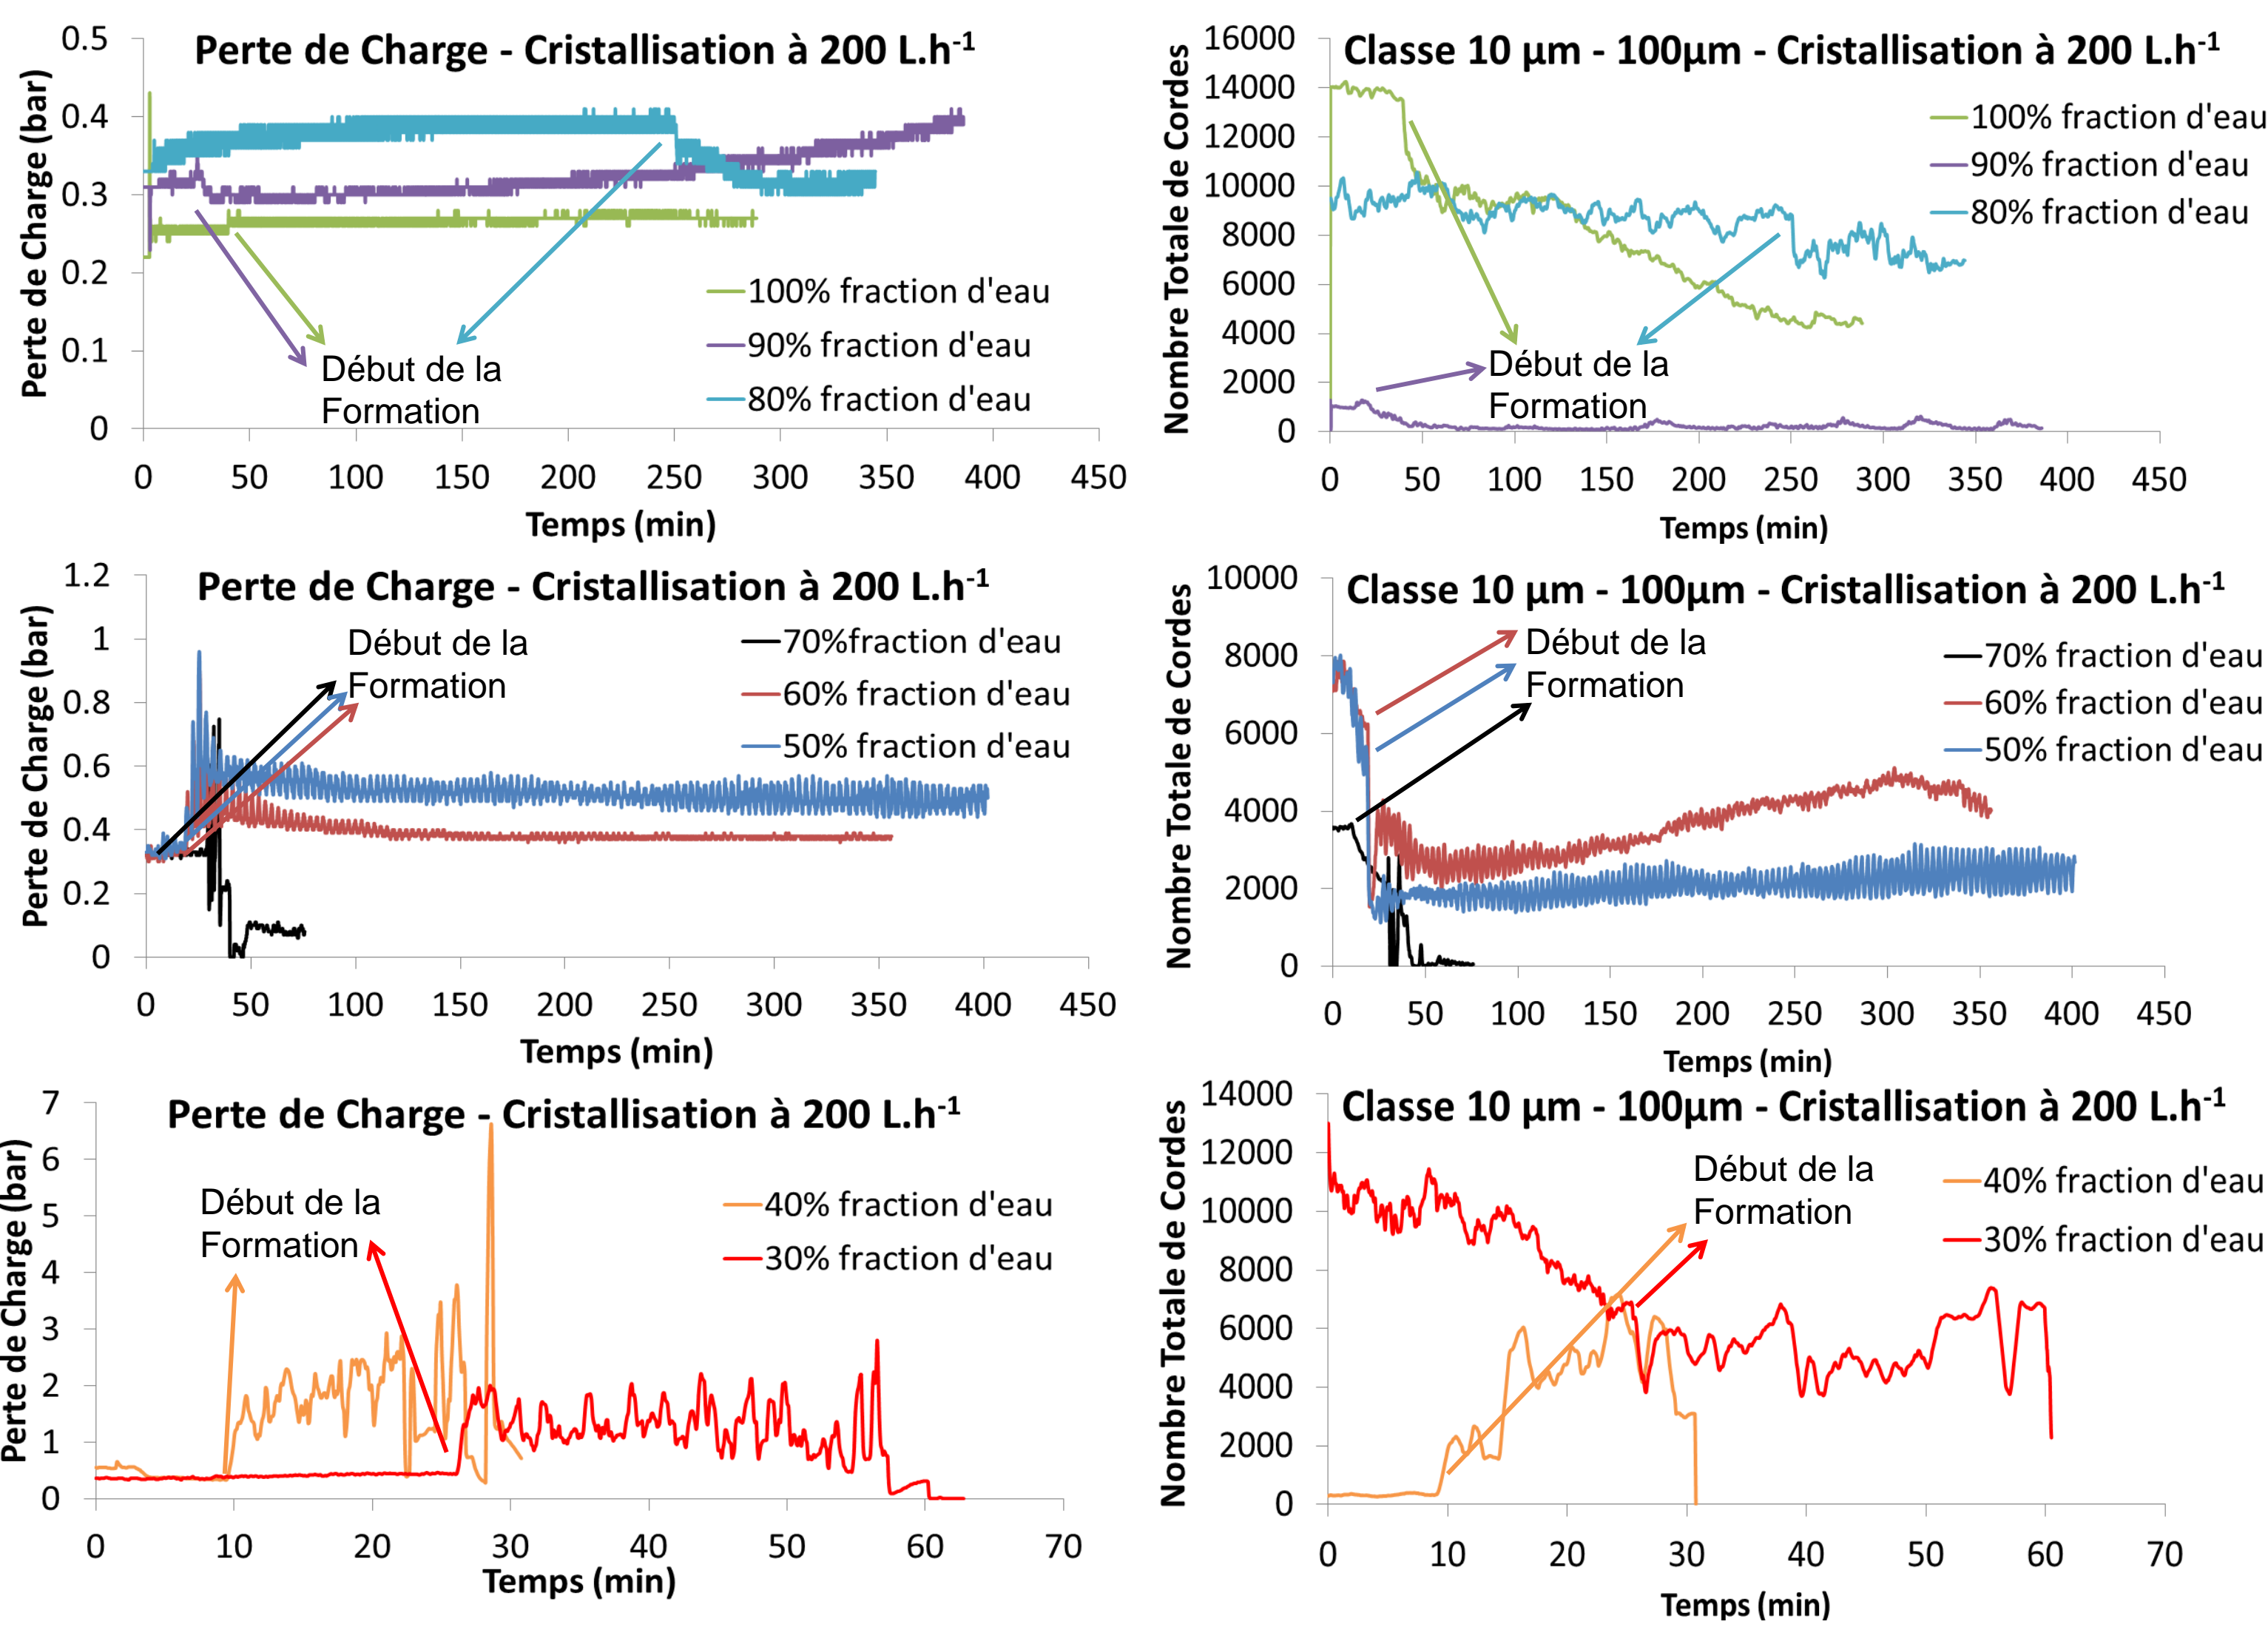 Perte de Charge - Cristallisation à 200 L.h-1
Perte de Charge (bar)
0.5
0.4
0.3
0.2
0.1
0
100% fraction d'eau
90% fraction d'eau
80% fraction d'eau
Début de la
Formation
0 50 100 150 200 250 300 350 400 450
Temps (min)
Classe 10 µm - 100µm - Cristallisation à 200 L.h-1
Nombre Totale de Cordes
16000
14000
12000
10000
8000
6000
4000
2000
0
100% fraction d'eau
90% fraction d'eau
80% fraction d'eau
Début de la
Formation
0 50 100 150 200 250 300 350 400 450
Temps (min)
Perte de Charge - Cristallisation à 200 L.h-1
Perte de Charge (bar)
1.2
1
0.8
0.6
0.4
0.2
0
Début de la
Formation
70%fraction d'eau
60% fraction d'eau
50% fraction d'eau
0 50 100 150 200 250 300 350 400 450
Temps (min)
Classe 10 µm - 100µm - Cristallisation à 200 L.h-1
Nombre Totale de Cordes
10000
8000
6000
4000
2000
0
Début de la
Formation
70% fraction d'eau
60% fraction d'eau
50% fraction d'eau
0 50 100 150 200 250 300 350 400 450
Temps (min)
Perte de Charge - Cristallisation à 200 L.h-1
Perte de Charge (bar)
7
6
5
4
3
2
1
0
Début de la
Formation
40% fraction d'eau
30% fraction d'eau
0 10 20 30 40 50 60 70
Temps (min)
Classe 10 µm - 100µm - Cristallisation à 200 L.h-1
Nombre Totale de Cordes
14000
12000
10000
8000
6000
4000
2000
0
Début de la
Formation
40% fraction d'eau
30% fraction d'eau
0 10 20 30 40 50 60 70
Temps (min)